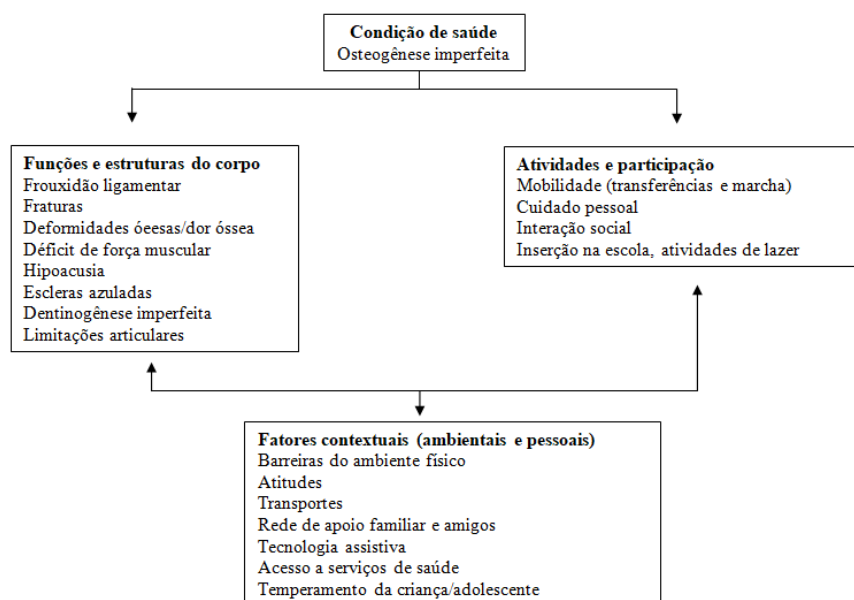 Condição de saúde
Osteogênese imperfeita
Funções e estruturas do corpo
Frouxidão ligamentar
Fraturas
Deformidades óeesas/dor óssea
Déficit de força muscular
Hipoacusia
Escleras azuladas
Dentinogênese imperfeita
Limitações articulares
Atividades e participação
Mobilidade (transferências e marcha)
Cuidado pessoal
Interação social
Inserção na escola, atividades de lazer
Fatores contextuais (ambientais e pessoais)
Barreiras do ambiente físico
Atitudes
Transportes
Rede de apoio familiar e amigos
Tecnologia assistiva
Acesso a serviços de saúde
Temperamento da criança/adolescente